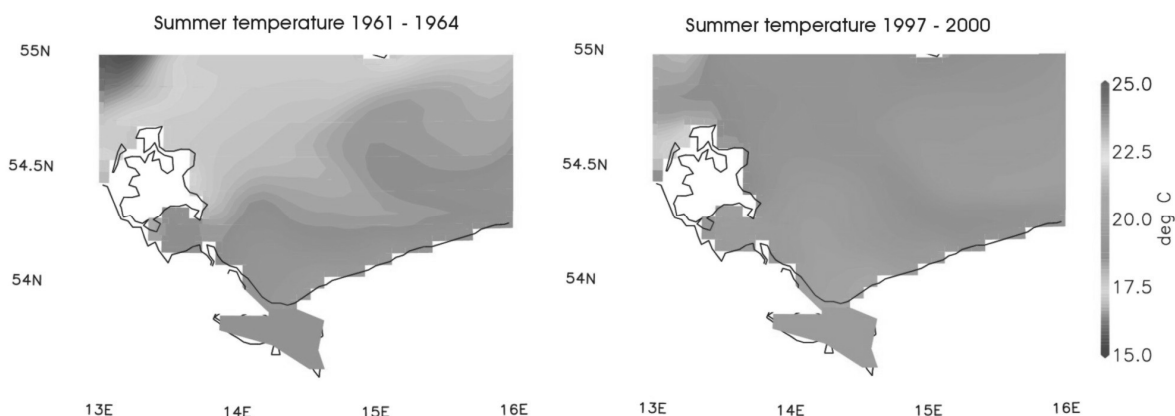 Summer temperature 1961 - 1964
Summer temperature 1997 - 2000
55N
54.5N
54N
13E
14E
15E
16E
55N
54.5N
54N
13E
14E
15E
16E
25.0
22.5
20.0
17.5
15.0
deg C